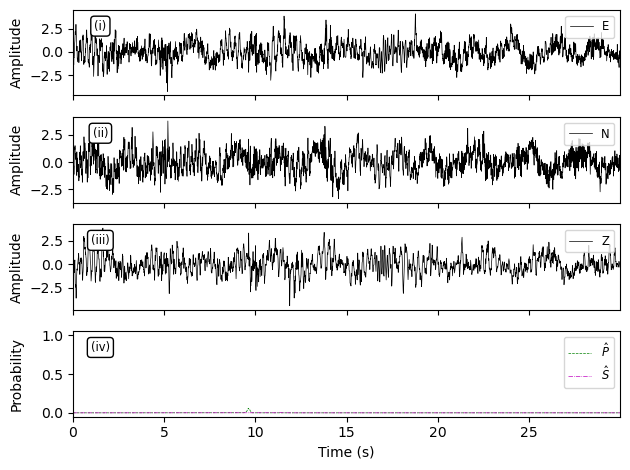 (i)
E
Amplitude
2.5
0.0
−2.5
(ii)
N
Amplitude
2.5
0.0
−2.5
(iii)
Z
Amplitude
2.5
0.0
−2.5
(iv)
P̂
Ŝ
Probability
1.0
0.5
0.0
0 5 10 15 20 25
Time (s)